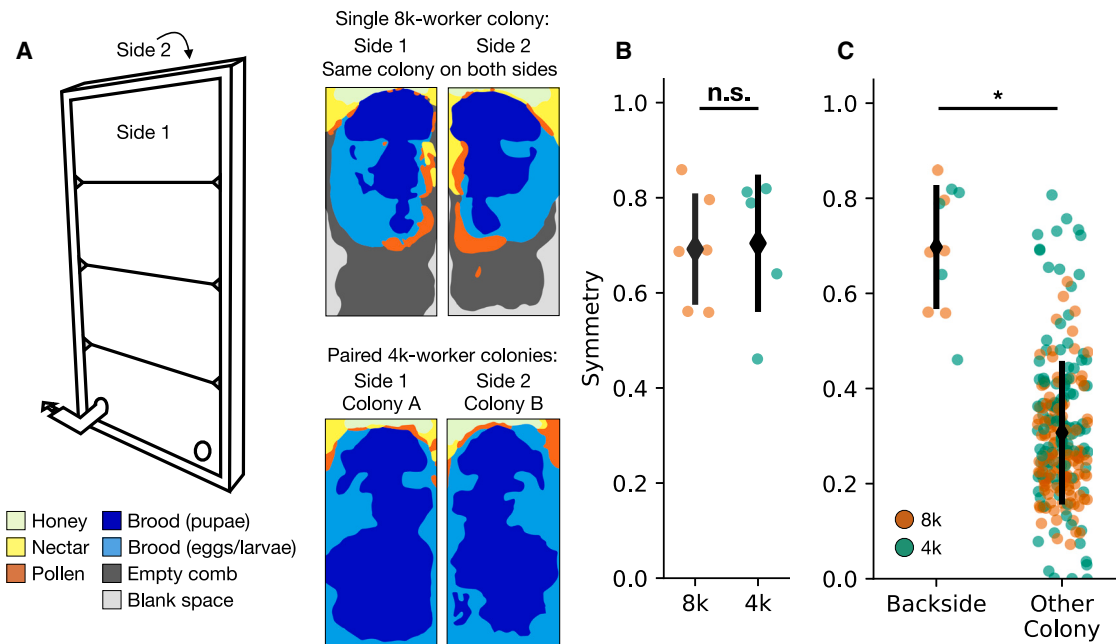 A
Side 2
Side 1
Honey
Nectar
Pollen
Brood (pupae)
Brood (eggs/larvae)
Empty comb
Blank space
Single 8k-worker colony:
Side 1 Side 2
Same colony on both sides
Paired 4k-worker colonies:
Side 1 Side 2
Colony A Colony B
B
n.s.
Symmetry
1.0
0.8
0.6
0.4
0.2
0.0
8k 4k
C
*
1.0
0.8
0.6
0.4
0.2
0.0
8k
4k
Backside Other
Colony